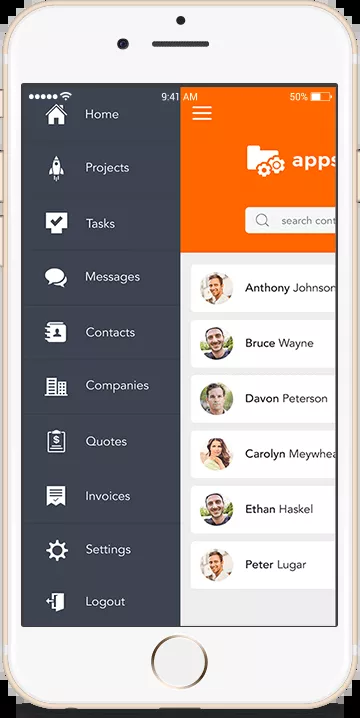 9:41 AM
50%
Home
Projects
Tasks
Messages
Contacts
Companies
Quotes
Invoices
Settings
Logout
apps
search cont
Anthony Johnson
Bruce Wayne
Davon Peterson
Carolyn Meywhea
Ethan Haskel
Peter Lugar